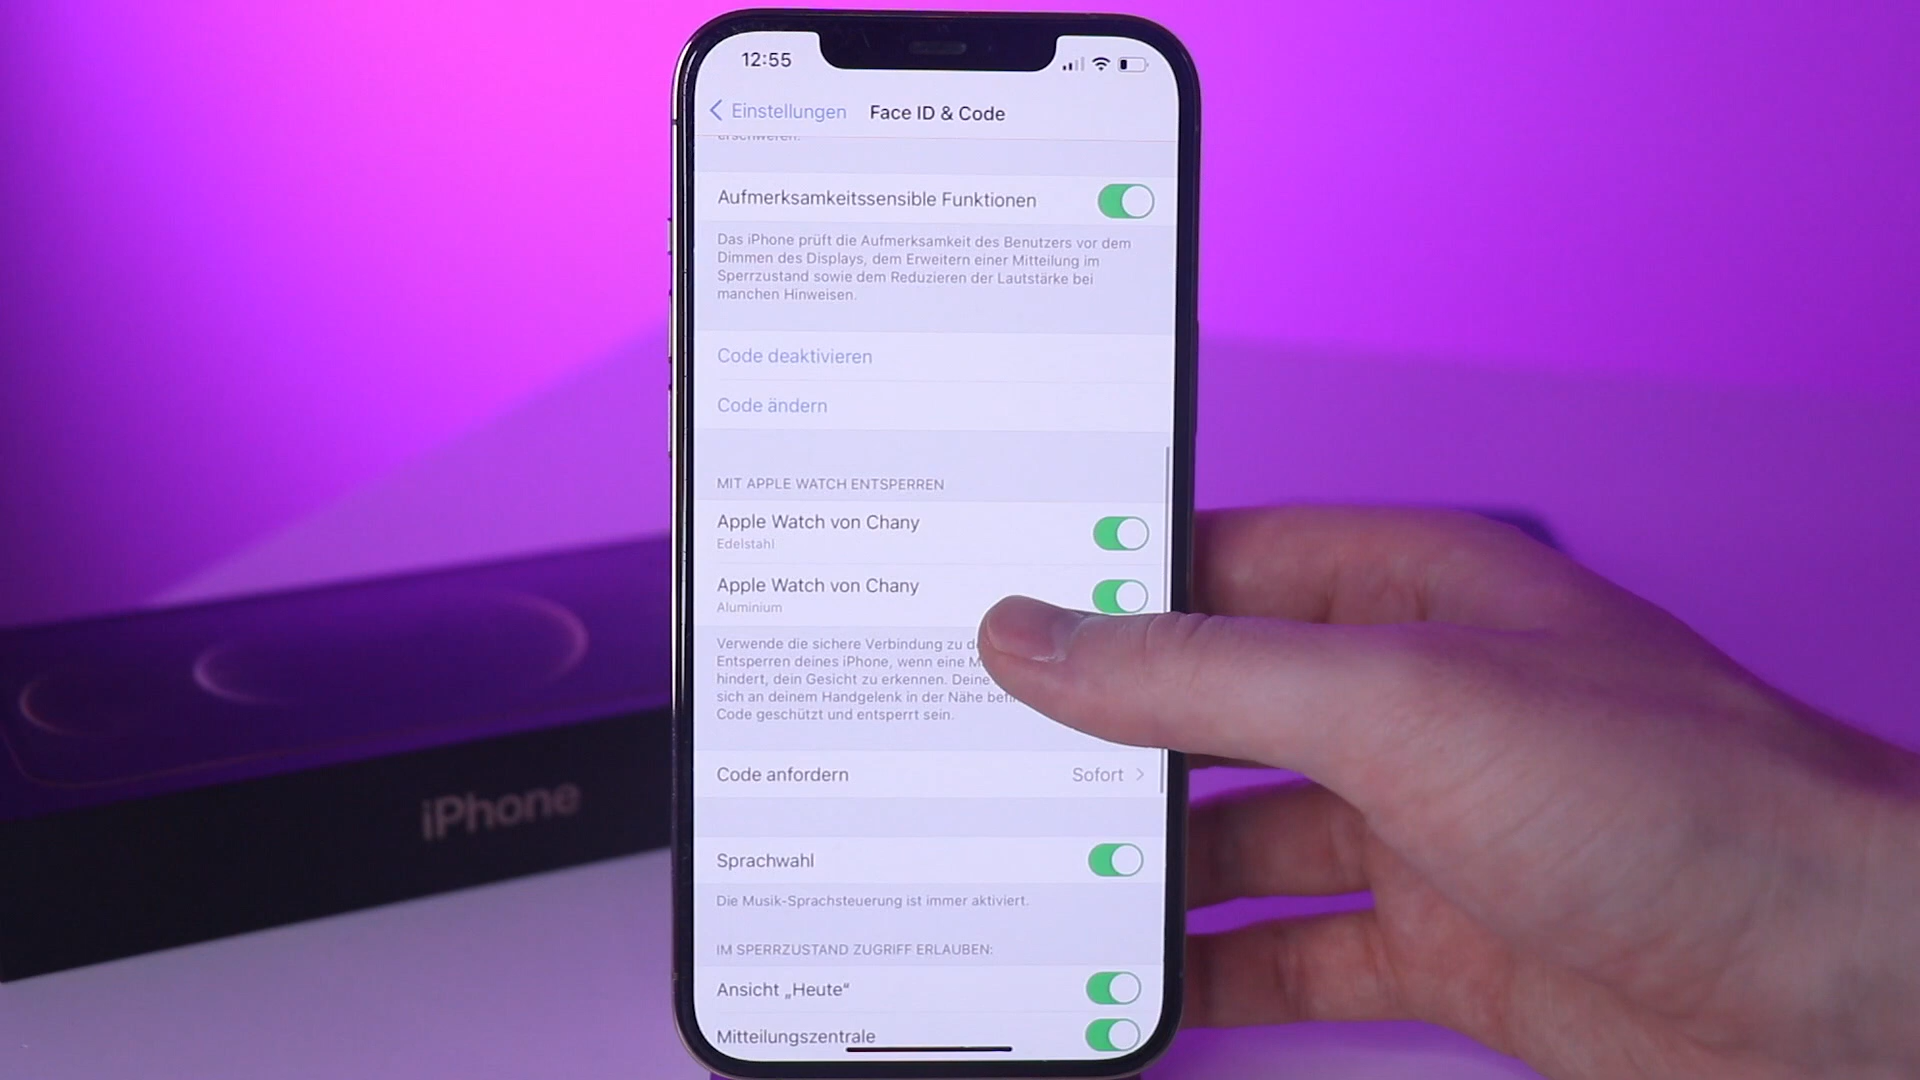 12:55
Einstellungen Face ID & Code
erschweren.
Aufmerksamkeitssensible Funktionen
Das iPhone prüft die Aufmerksamkeit des Benutzers vor dem
Dimmen des Displays, dem Erweitern einer Mitteilung im
Sperrzustand sowie dem Reduzieren der Lautstärke bei
manchen Hinweisen.
Code deaktivieren
Code ändern
MIT APPLE WATCH ENTSPERREN
Apple Watch von Chany
Edelstahl
Apple Watch von Chany
Aluminium
Verwende die sichere Verbindung zu
Entsperren deines iPhone, wenn eine
hindert, dein Gesicht zu erkennen. Deine
sich an deinem Handgelenk in der Nähe
Code geschützt und entsperrt sein.
Code anfordern Sofort
Sprachwahl
Die Musik-Sprachsteuerung ist immer aktiviert.
IM SPERRZUSTAND ZUGRIFF ERLAUBEN:
Ansicht „Heute“
Mitteilungszentrale
iPhone